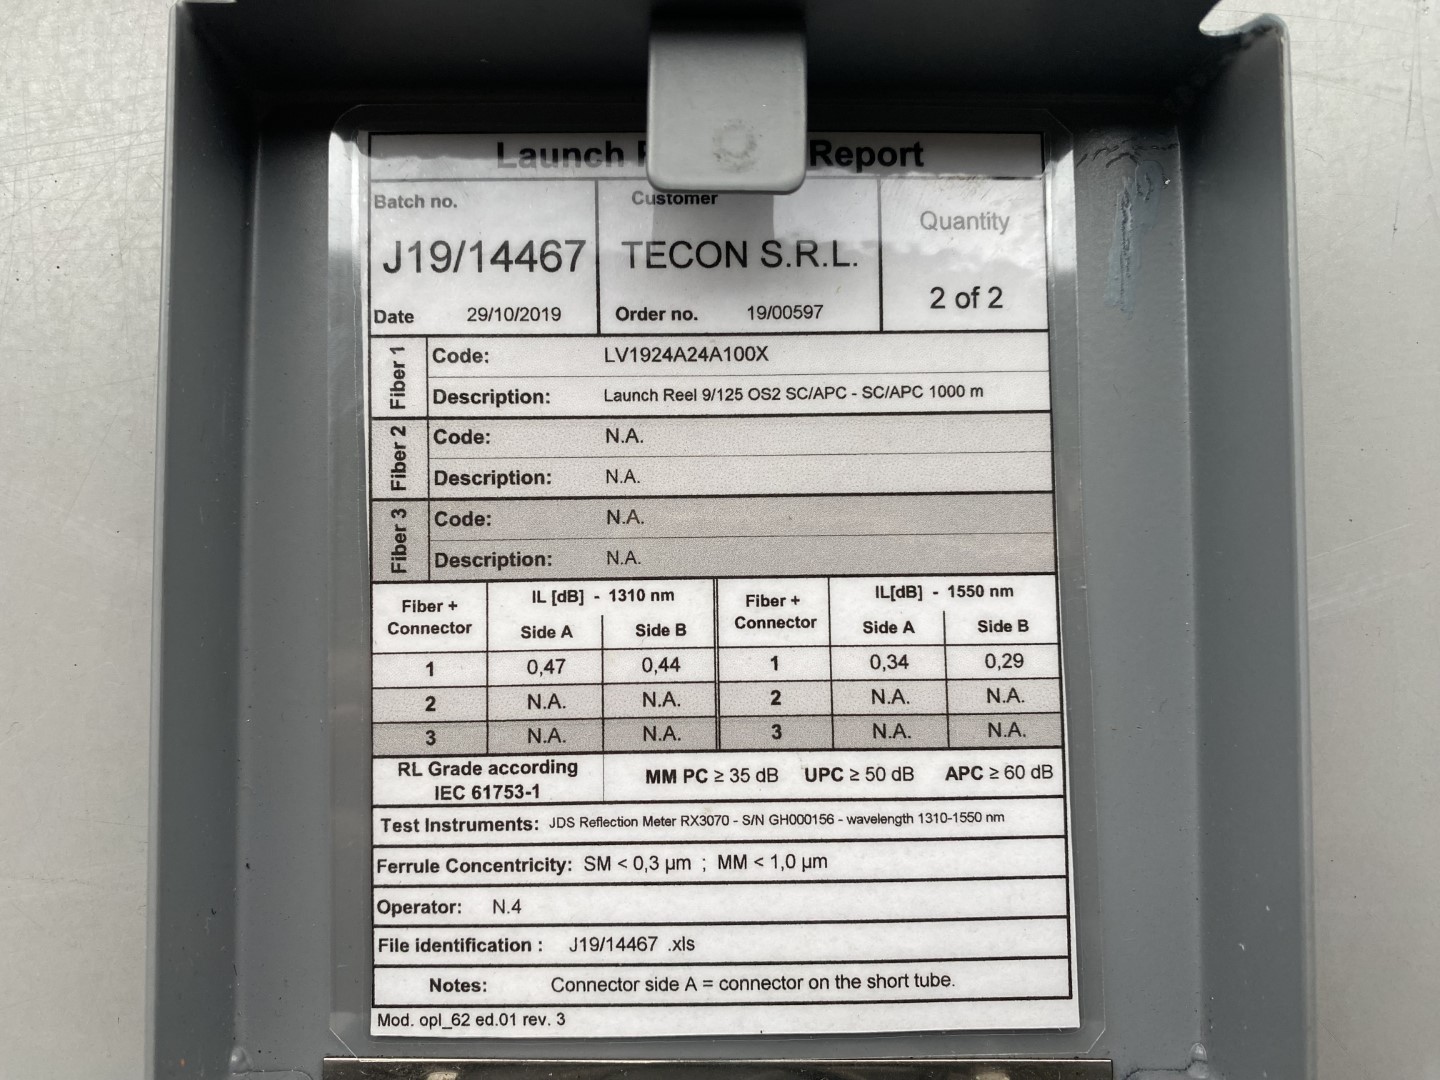 Launch Report
Batch no. Customer Quantity
J19/14467 TECON S.R.L.
2 of 2
Date 29/10/2019 Order no. 19/00597
Fiber 1
Code: LV1924A24A100X
Description: Launch Reel 9/125 OS2 SC/APC - SC/APC 1000 m
Fiber 2
Code: N.A.
Description: N.A.
Fiber 3
Code: N.A.
Description: N.A.
Fiber + Connector IL [dB] - 1310 nm Fiber + Connector IL[dB] - 1550 nm
Side A Side B Side A Side B
1 0,47 0,44 1 0,34 0,29
2 N.A. N.A. 2 N.A. N.A.
3 N.A. N.A. 3 N.A. N.A.
RL Grade according
IEC 61753-1
MM PC ≥ 35 dB UPC ≥ 50 dB APC ≥ 60 dB
Test Instruments: JDS Reflection Meter RX3070 - S/N GH000156 - wavelength 1310-1550 nm
Ferrule Concentricity: SM < 0,3 µm ; MM < 1,0 µm
Operator: N.4
File identification : J19/14467 .xls
Notes: Connector side A = connector on the short tube.
Mod. opl_62 ed.01 rev. 3